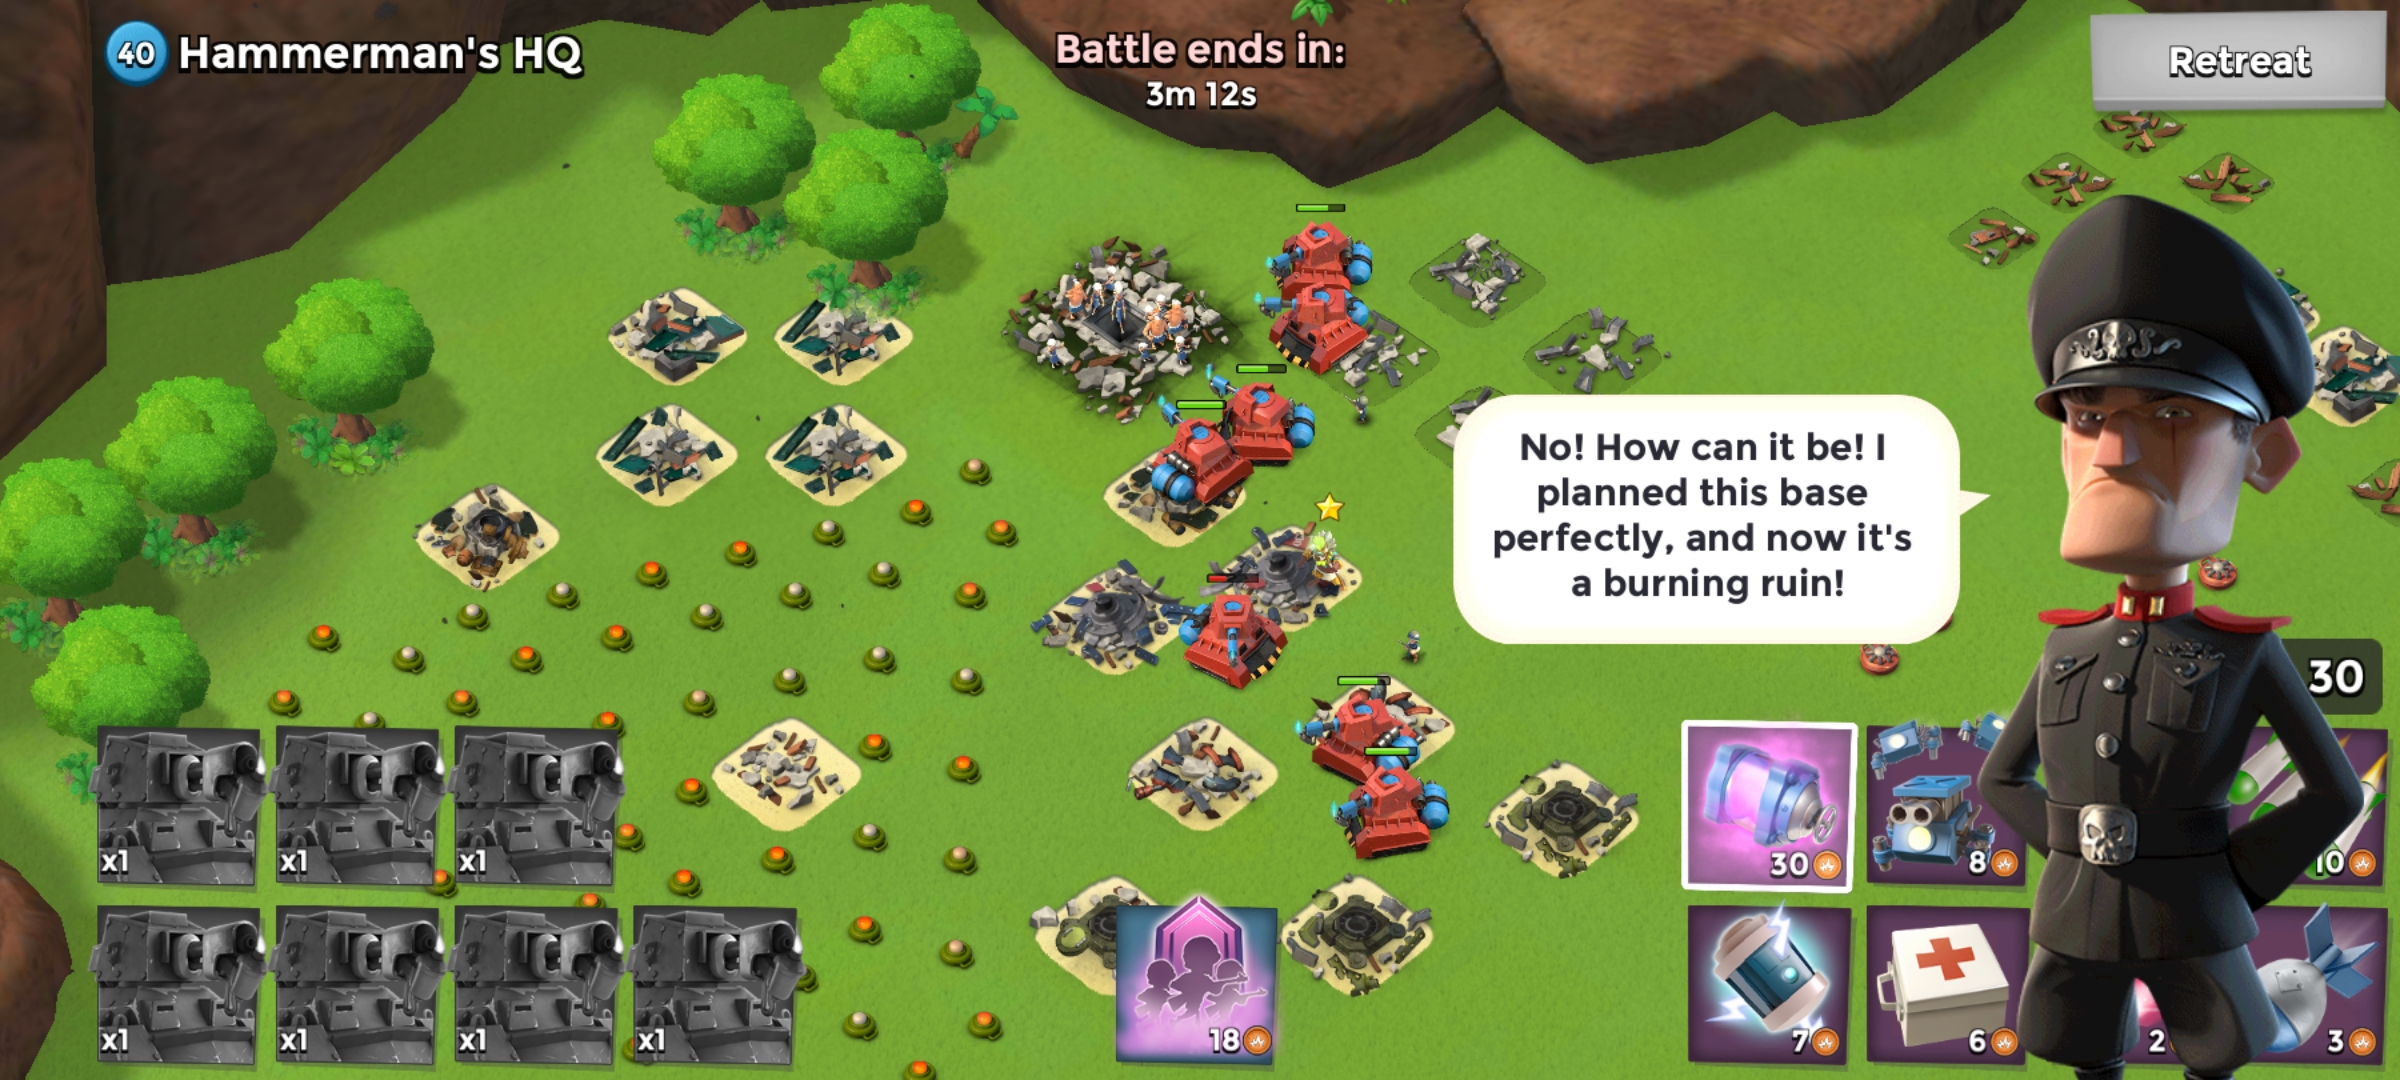 40 Hammerman's HQ
Battle ends in:
3m 12s
Retreat
No! How can it be! I
planned this base
perfectly, and now it's
a burning ruin!
30
x1 x1 x1
30 8 10
x1 x1 x1 x1
18
7 6 2 3